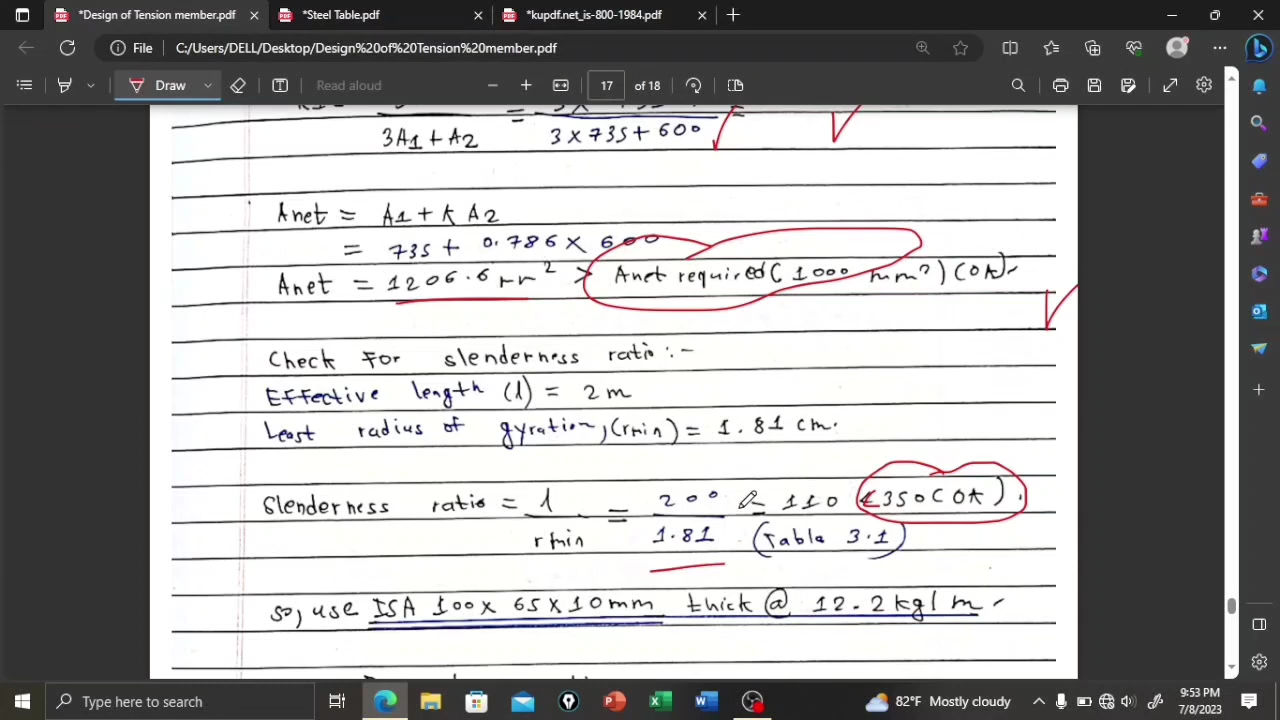 *Design of Tension member.pdf
*Steel Table.pdf
*kupdf.net_is-800-1984.pdf
File C:/Users/DELL/Desktop/Design%20of%20Tension%20member.pdf
Draw Read aloud 17 of 18
3A1 + A2 = 3 x 735 + 600 =
Anet = A1 + K A2
= 735 + 0.786 x 600
Anet = 1206.6 mm² > Anet required (1000 mm²) (OK)
Check For slenderness ratio :-
Effective length (l) = 2m
Least radius of gyration, (rmin) = 1.81 cm.
Slenderness ratio = l = 200 = 110 < 350 (OK).
rmin 1.81 (Table 3.1)
so, use ISA 100 x 65 x 10mm thick @ 12.2 kg/m
Type here to search
82°F Mostly cloudy
9:53 PM
7/8/2023